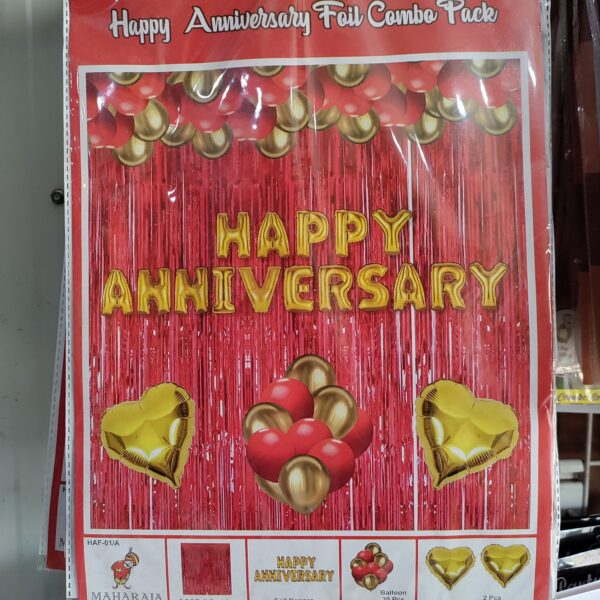 Happy Anniversary Foil Combo Pack
HAPPY
ANNIVERSARY
HAF-01/A
MAHARAJA
HAPPY
ANNIVERSARY
Balloon
2 Pcs